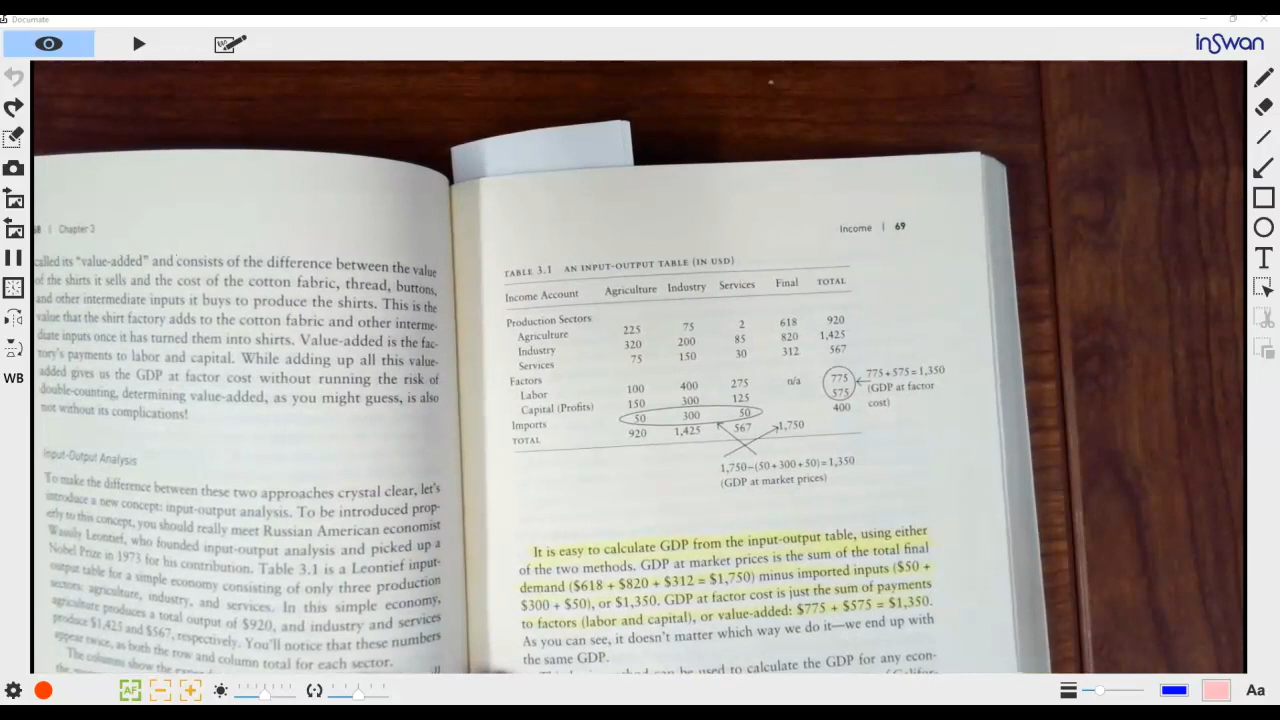 Documate
inSwan
68 | Chapter 3
called its “value-added” and consists of the difference between the value
of the shirts it sells and the cost of the cotton fabric, thread, buttons,
and other intermediate inputs it buys to produce the shirts. This is the
value that the shirt factory adds to the cotton fabric and other interme-
diate inputs once it has turned them into shirts. Value-added is the fac-
tory’s payments to labor and capital. While adding up all this value-
added gives us the GDP at factor cost without running the risk of
double-counting, determining value-added, as you might guess, is also
not without its complications!
Input-Output Analysis
To make the difference between these two approaches crystal clear, let’s
introduce a new concept: input-output analysis. To be introduced prop-
erly to this concept, you should really meet Russian American economist
Wassily Leontief, who founded input-output analysis and picked up a
Nobel Prize in 1973 for his contribution. Table 3.1 is a Leontief input-
output table for a simple economy consisting of only three production
sectors: agriculture, industry, and services. In this simple economy,
agriculture produces a total output of $920, and industry and services
produce $1,425 and $567, respectively. You’ll notice that these numbers
appear twice, as both the row and column total for each sector.
The columns show the
Income | 69
TABLE 3.1 AN INPUT-OUTPUT TABLE (IN USD)
Income Account Agriculture Industry Services Final TOTAL
Production Sectors
Agriculture 225 75 2 618 920
Industry 320 200 85 820 1,425
Services 75 150 30 312 567
Factors
Labor 100 400 275 n/a 775
Capital (Profits) 150 300 125 575
Imports 50 300 50 400
TOTAL 920 1,425 567 1,750
775+575=1,350
(GDP at factor
cost)
1,750−(50+300+50)=1,350
(GDP at market prices)
It is easy to calculate GDP from the input-output table, using either
of the two methods. GDP at market prices is the sum of the total final
demand ($618 + $820 + $312 = $1,750) minus imported inputs ($50 +
$300 + $50), or $1,350. GDP at factor cost is just the sum of payments
to factors (labor and capital), or value-added: $775 + $575 = $1,350.
As you can see, it doesn’t matter which way we do it—we end up with
the same GDP.
can be used to calculate the GDP for any econ-
WB
AF
Aa